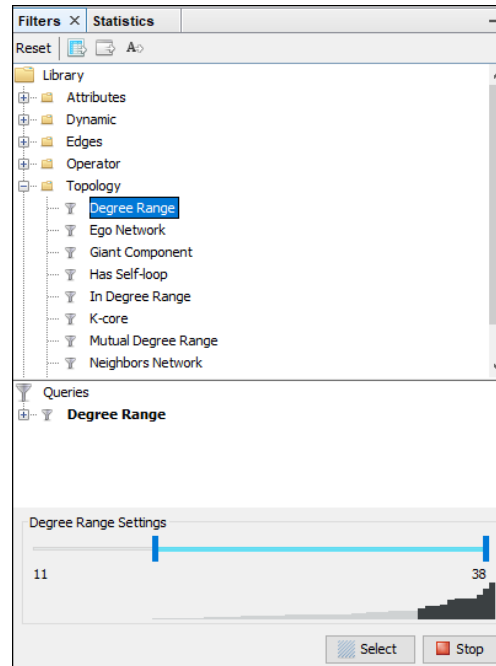 Filters × Statistics
Reset A
Library
Attributes
Dynamic
Edges
Operator
Topology
Degree Range
Ego Network
Giant Component
Has Self-loop
In Degree Range
K-core
Mutual Degree Range
Neighbors Network
Queries
Degree Range
Degree Range Settings
11 38
Select Stop